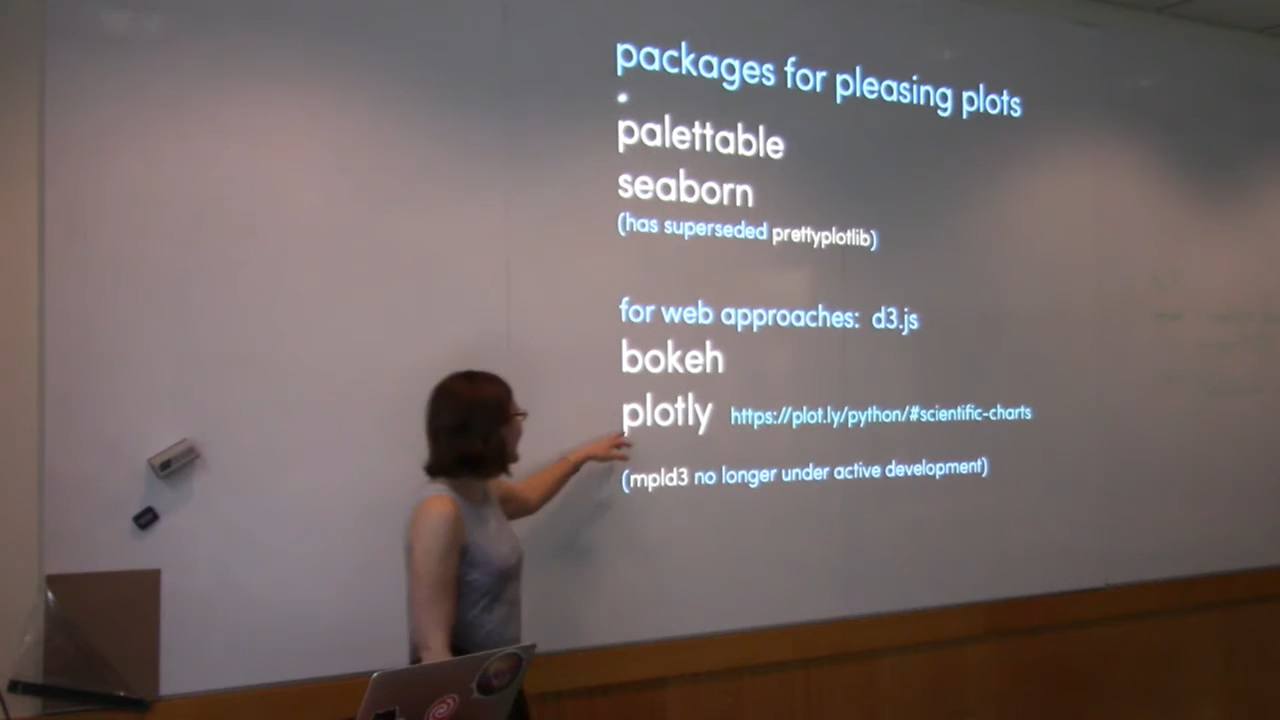 packages for pleasing plots
palettable
seaborn
(has superseded prettyplotlib)
for web approaches: d3.js
bokeh
plotly https://plot.ly/python/#scientific-charts
(mpld3 no longer under active development)